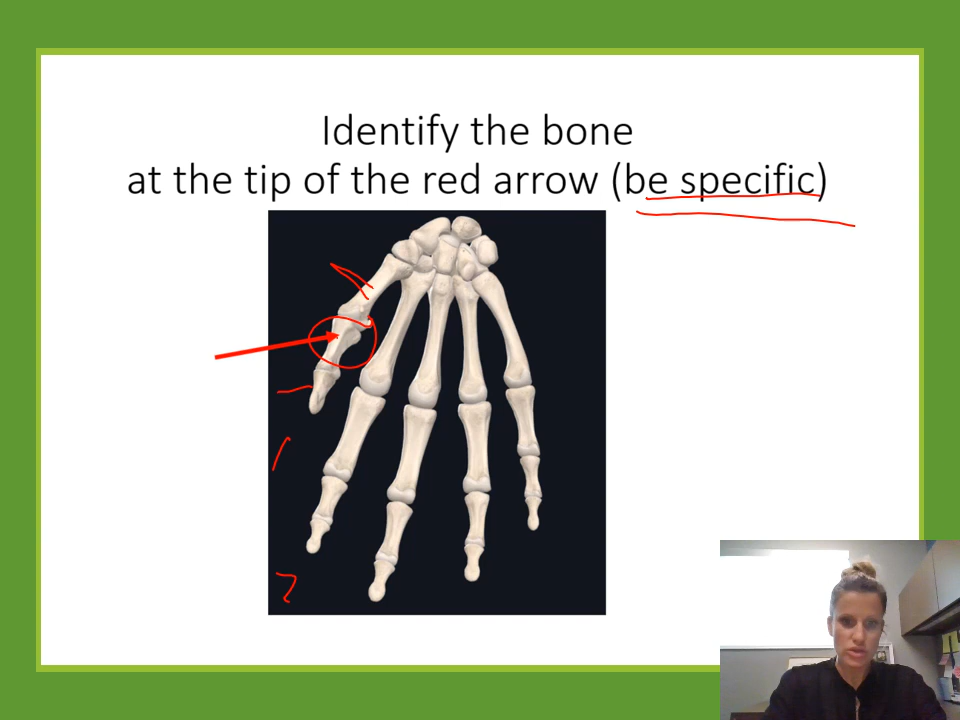 Identify the bone
at the tip of the red arrow (be specific)